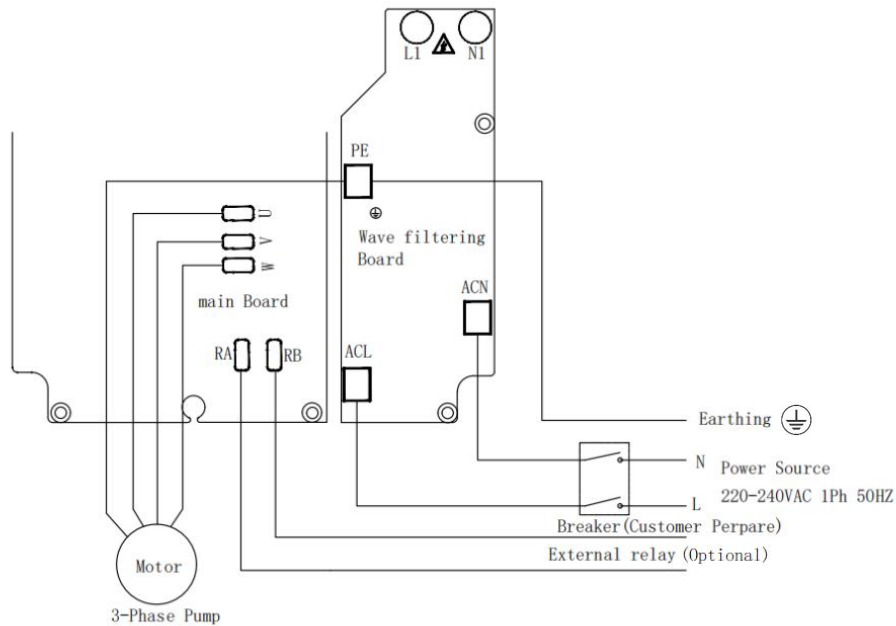 L1
N1
PE
U
V
W
Wave filtering
Board
main Board
ACN
RA
RB
ACL
Earthing
N
Power Source
L
220-240VAC 1Ph 50HZ
Breaker(Customer Perpare)
External relay (Optional)
Motor
3-Phase Pump